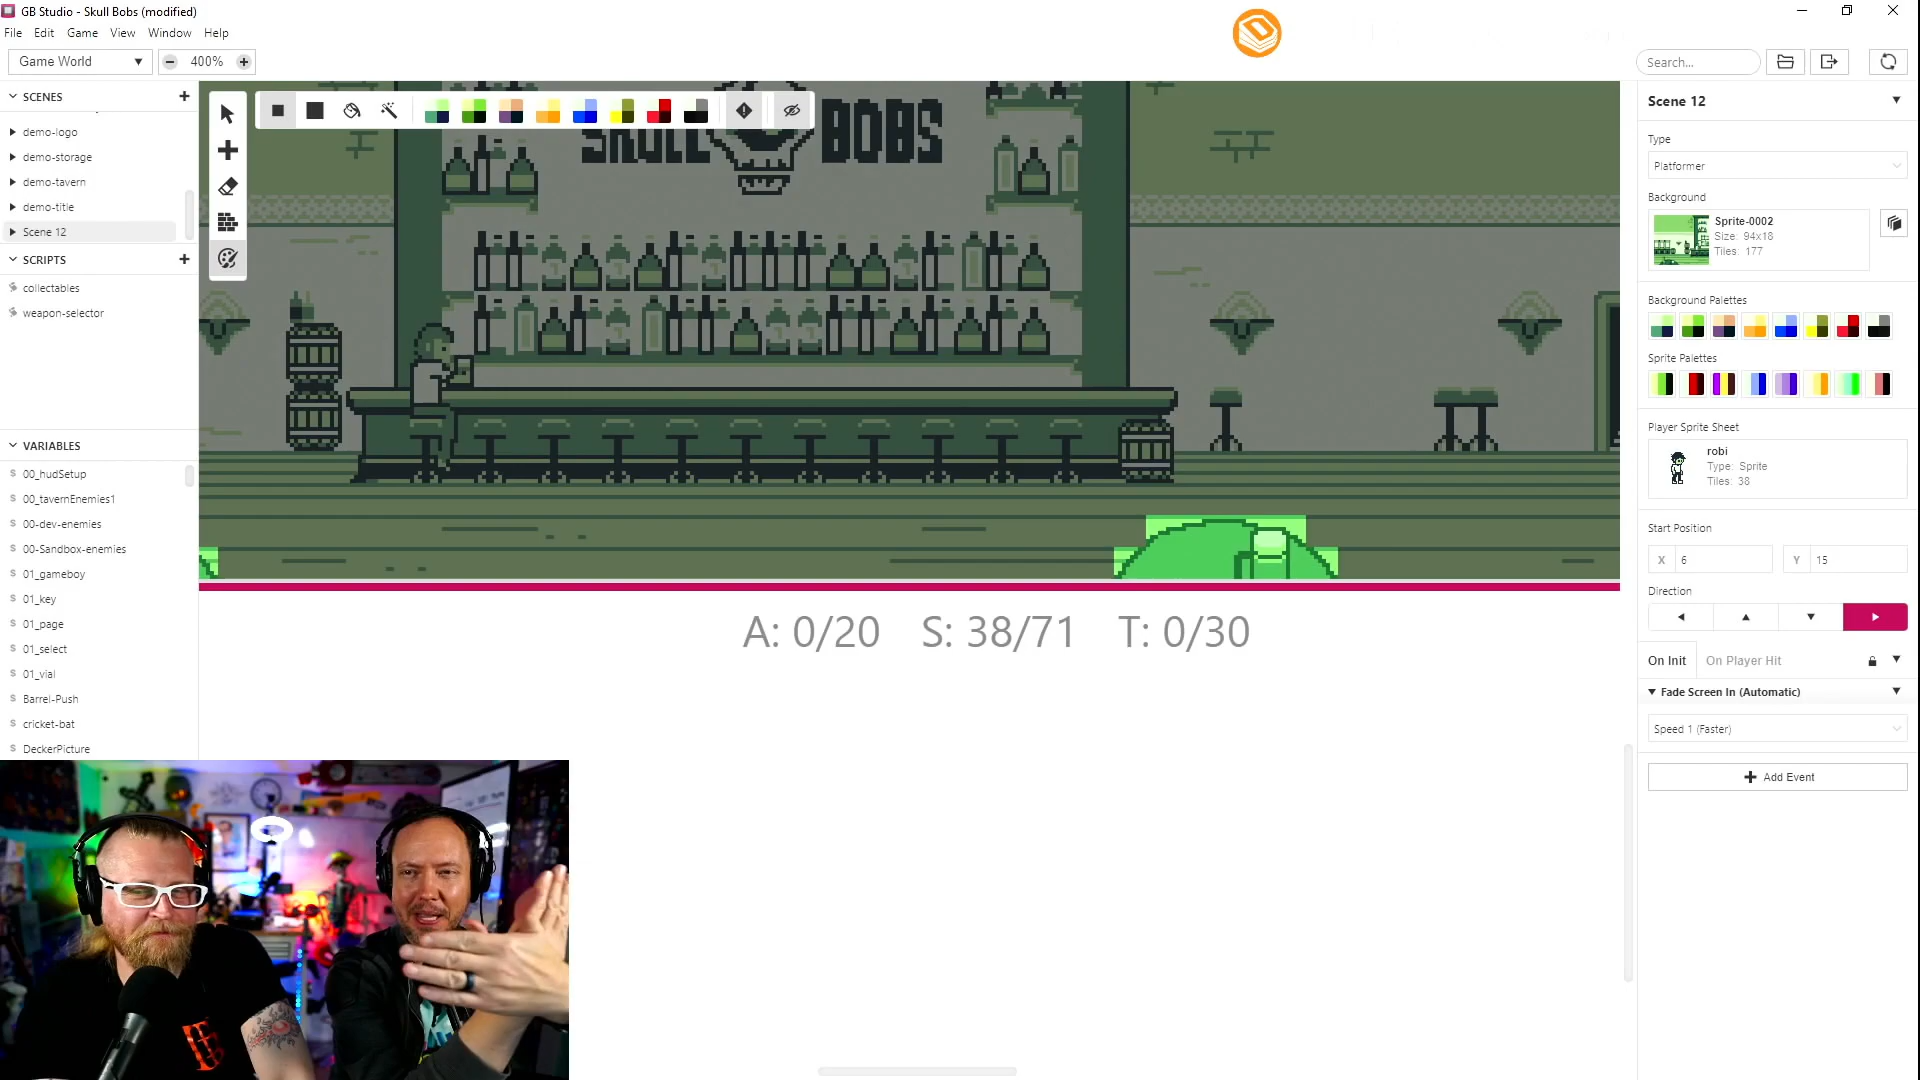 GB Studio - Skull Bobs (modified)
File Edit Game View Window Help
Game World
400%
Search...
SCENES
demo-logo
demo-storage
demo-tavern
demo-title
Scene 12
SCRIPTS
collectables
weapon-selector
VARIABLES
$ 00_hudSetup
$ 00_tavernEnemies1
$ 00-dev-enemies
$ 00-Sandbox-enemies
$ 01_gameboy
$ 01_key
$ 01_page
$ 01_select
$ 01_vial
$ Barrel-Push
$ cricket-bat
$ DeckerPicture
SKULL BOBS
A: 0/20 S: 38/71 T: 0/30
Scene 12
Type
Platformer
Background
Sprite-0002
Size: 94x18
Tiles: 177
Background Palettes
Sprite Palettes
Player Sprite Sheet
robi
Type: Sprite
Tiles: 38
Start Position
X 6 Y 15
Direction
On Init On Player Hit
Fade Screen In (Automatic)
Speed 1 (Faster)
Add Event